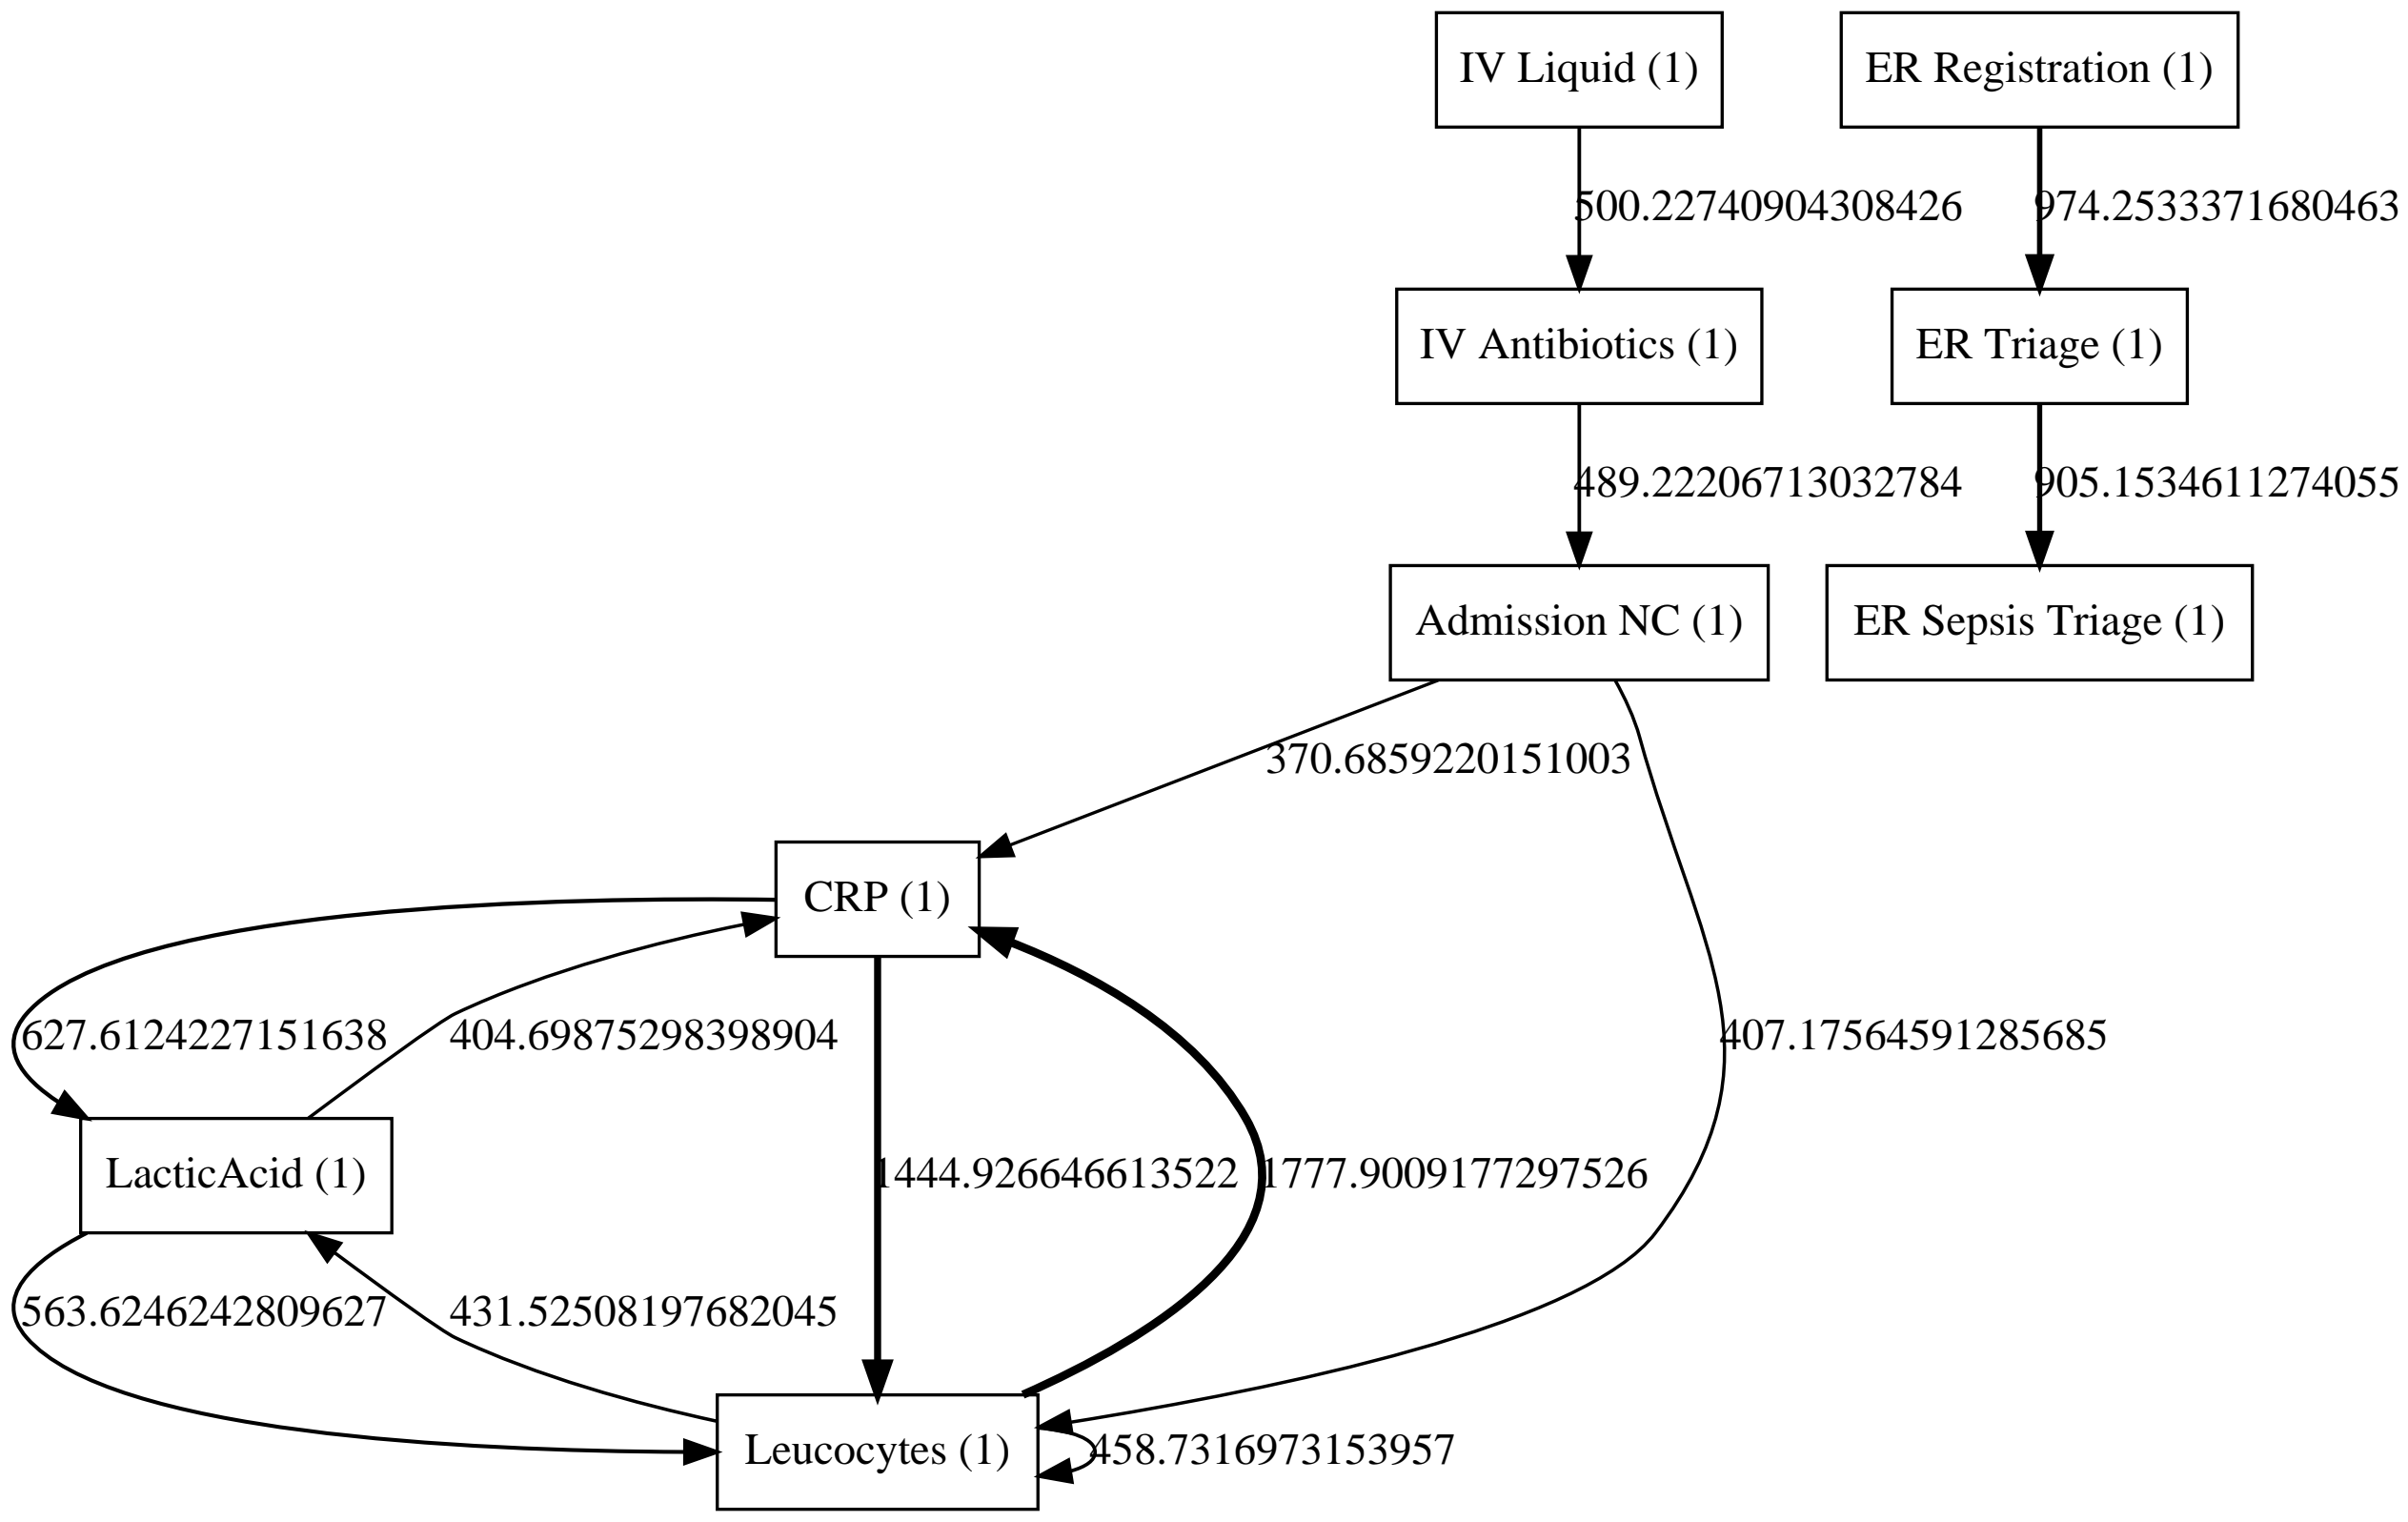 IV Liquid (1)
ER Registration (1)
500.22740904308426
974.2533371680463
IV Antibiotics (1)
ER Triage (1)
489.22206713032784
905.1534611274055
Admission NC (1)
ER Sepsis Triage (1)
370.6859220151003
CRP (1)
627.6124227151638
404.69875298398904
407.17564591285685
LacticAcid (1)
1444.926646613522
1777.9009177297526
563.6246242809627
431.52508197682045
Leucocytes (1)
458.7316973153957